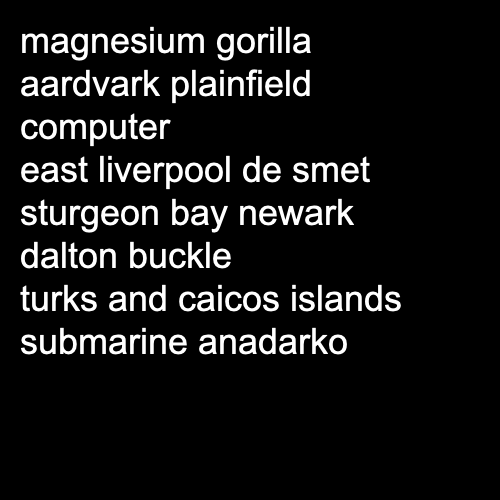 magnesium gorilla
aardvark plainfield
computer
east liverpool de smet
sturgeon bay newark
dalton buckle
turks and caicos islands
submarine anadarko